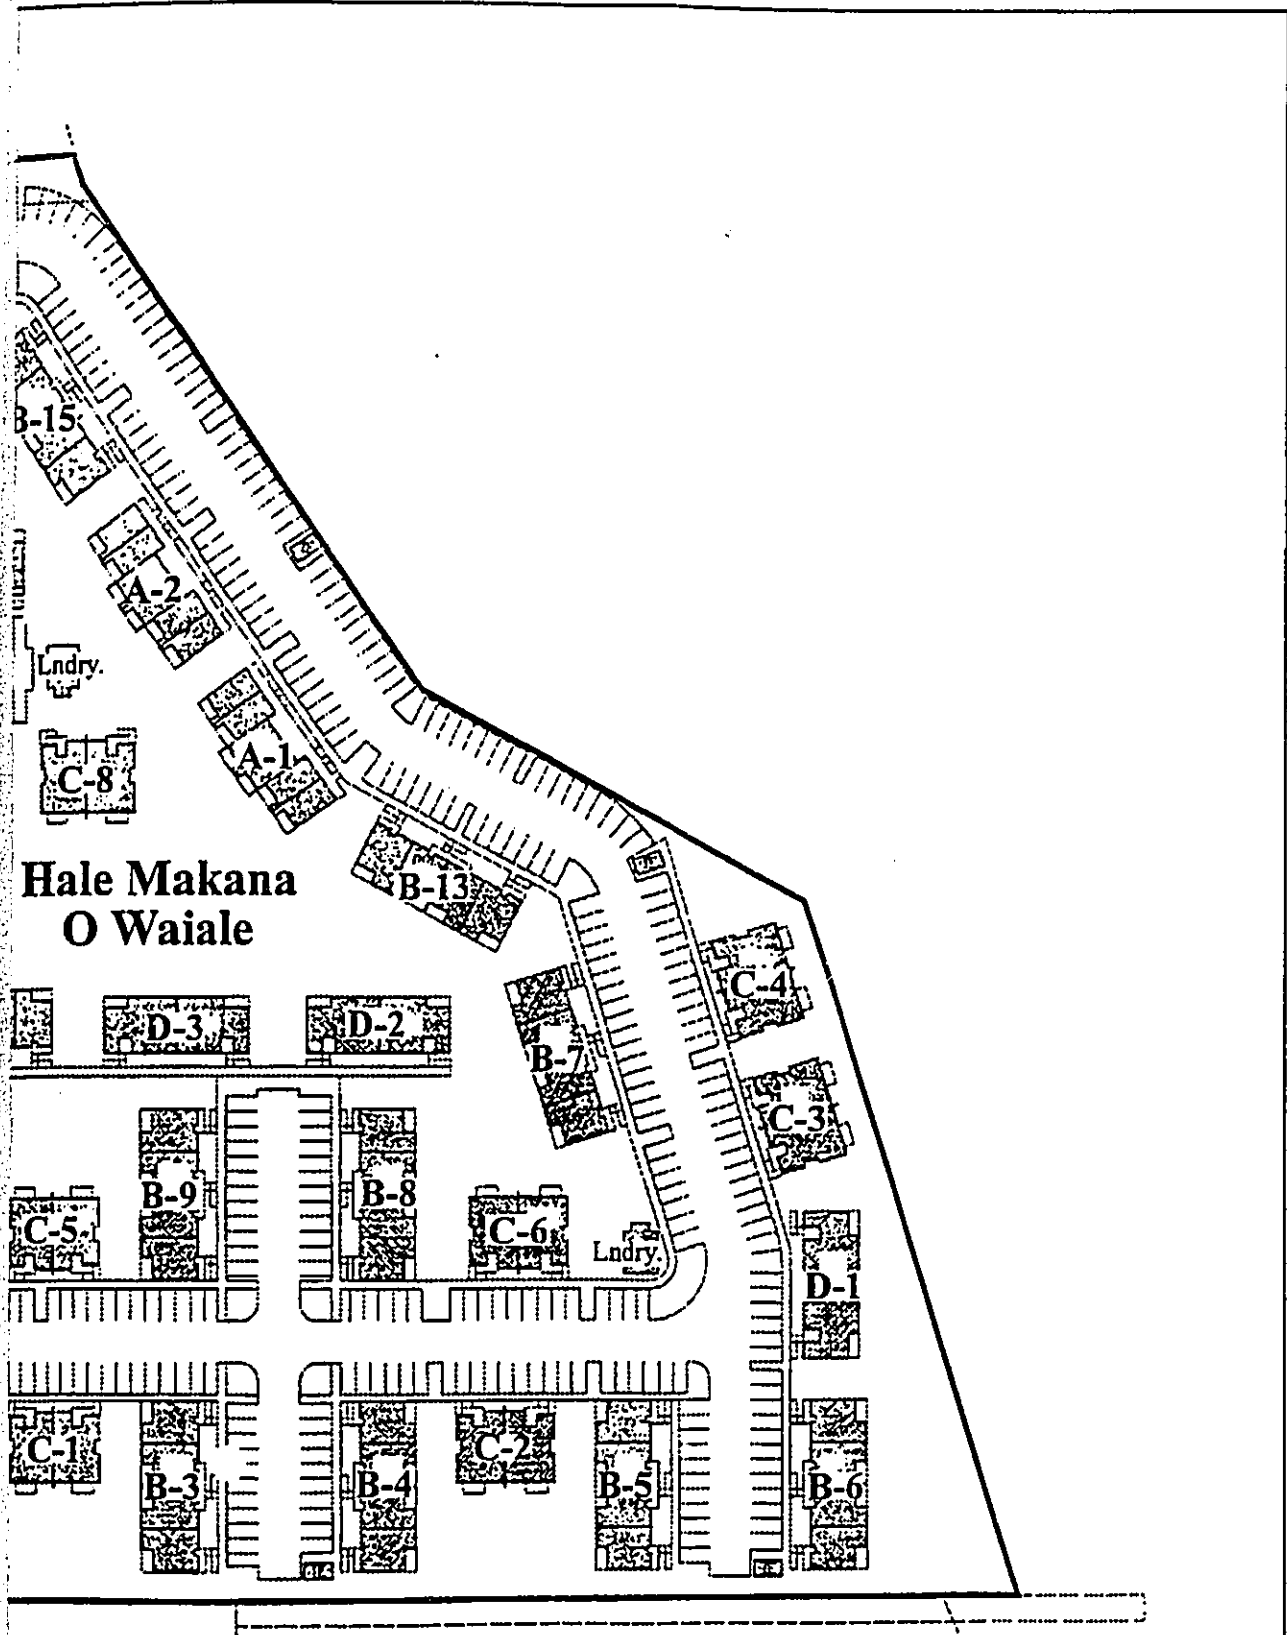 B-15
A-2
Lndry.
A-1
C-8
Hale Makana
O Waiale
B-13
C-4
D-3
D-2
B-7
C-3
B-9
B-8
C-5
C-6
Lndry.
D-1
C-1
B-3
B-4
C-2
B-5
B-6